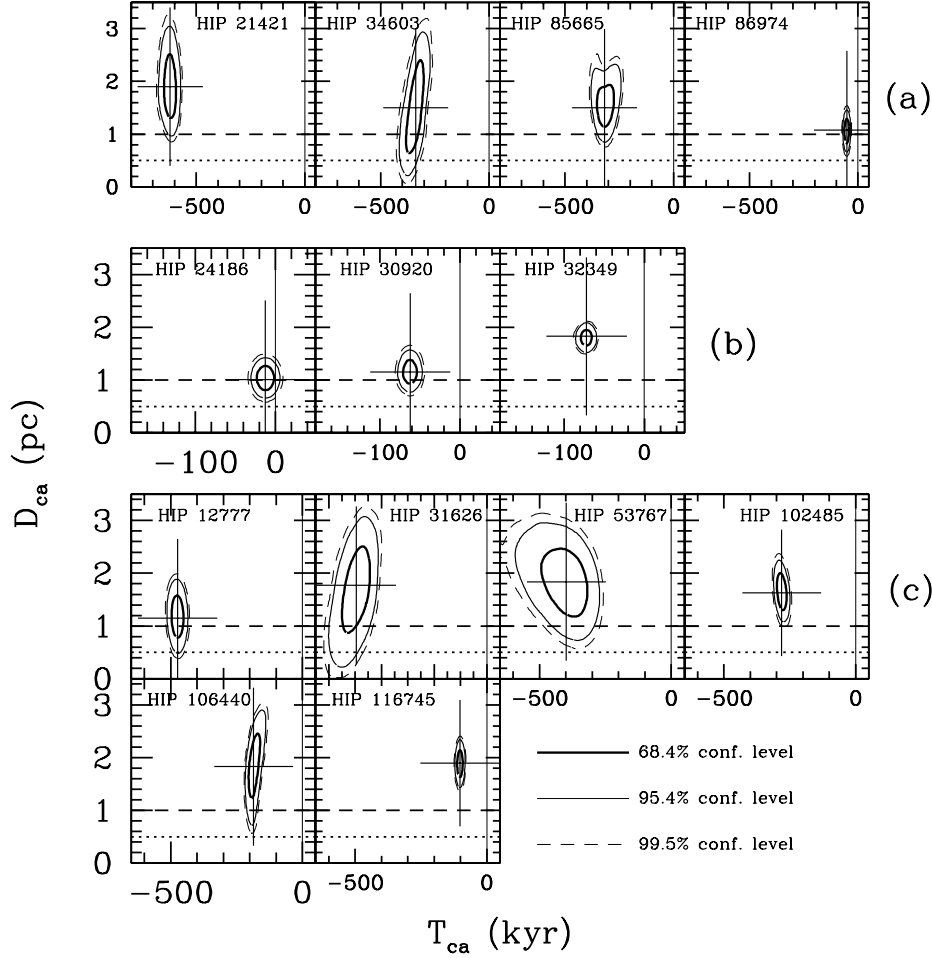 HIP 21421 HIP 34603 HIP 85665 HIP 86974
3
2
1
0
(a)
−500 0 −500 0 −500 0 −500 0
HIP 24186 HIP 30920 HIP 32349
3
2
1
0
(b)
−100 0 −100 0 −100 0
D_ca (pc)
HIP 12777 HIP 31626 HIP 53767 HIP 102485
3
2
1
0
(c)
−500 0 −500 0
HIP 106440 HIP 116745
3
2
1
0
68.4% conf. level
95.4% conf. level
99.5% conf. level
−500 0 −500 0
T_ca (kyr)